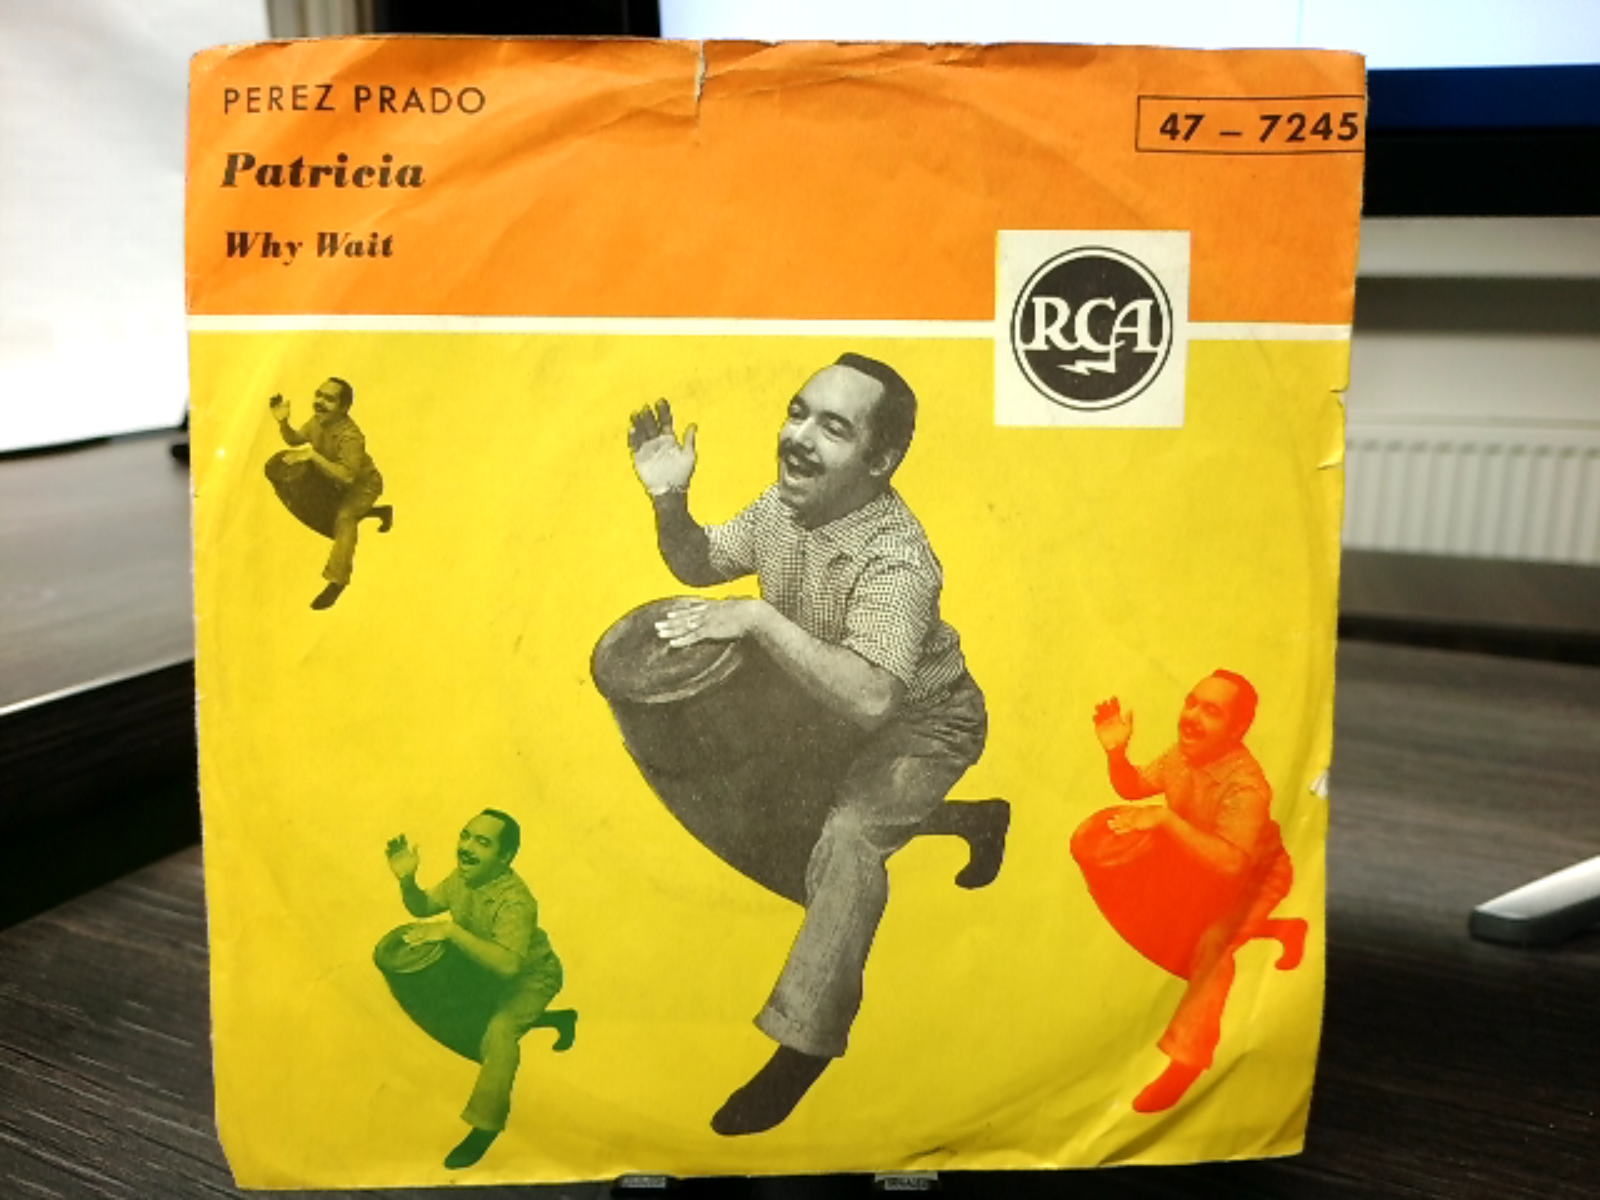 PEREZ PRADO
47 – 7245
Patricia
Why Wait
RCA